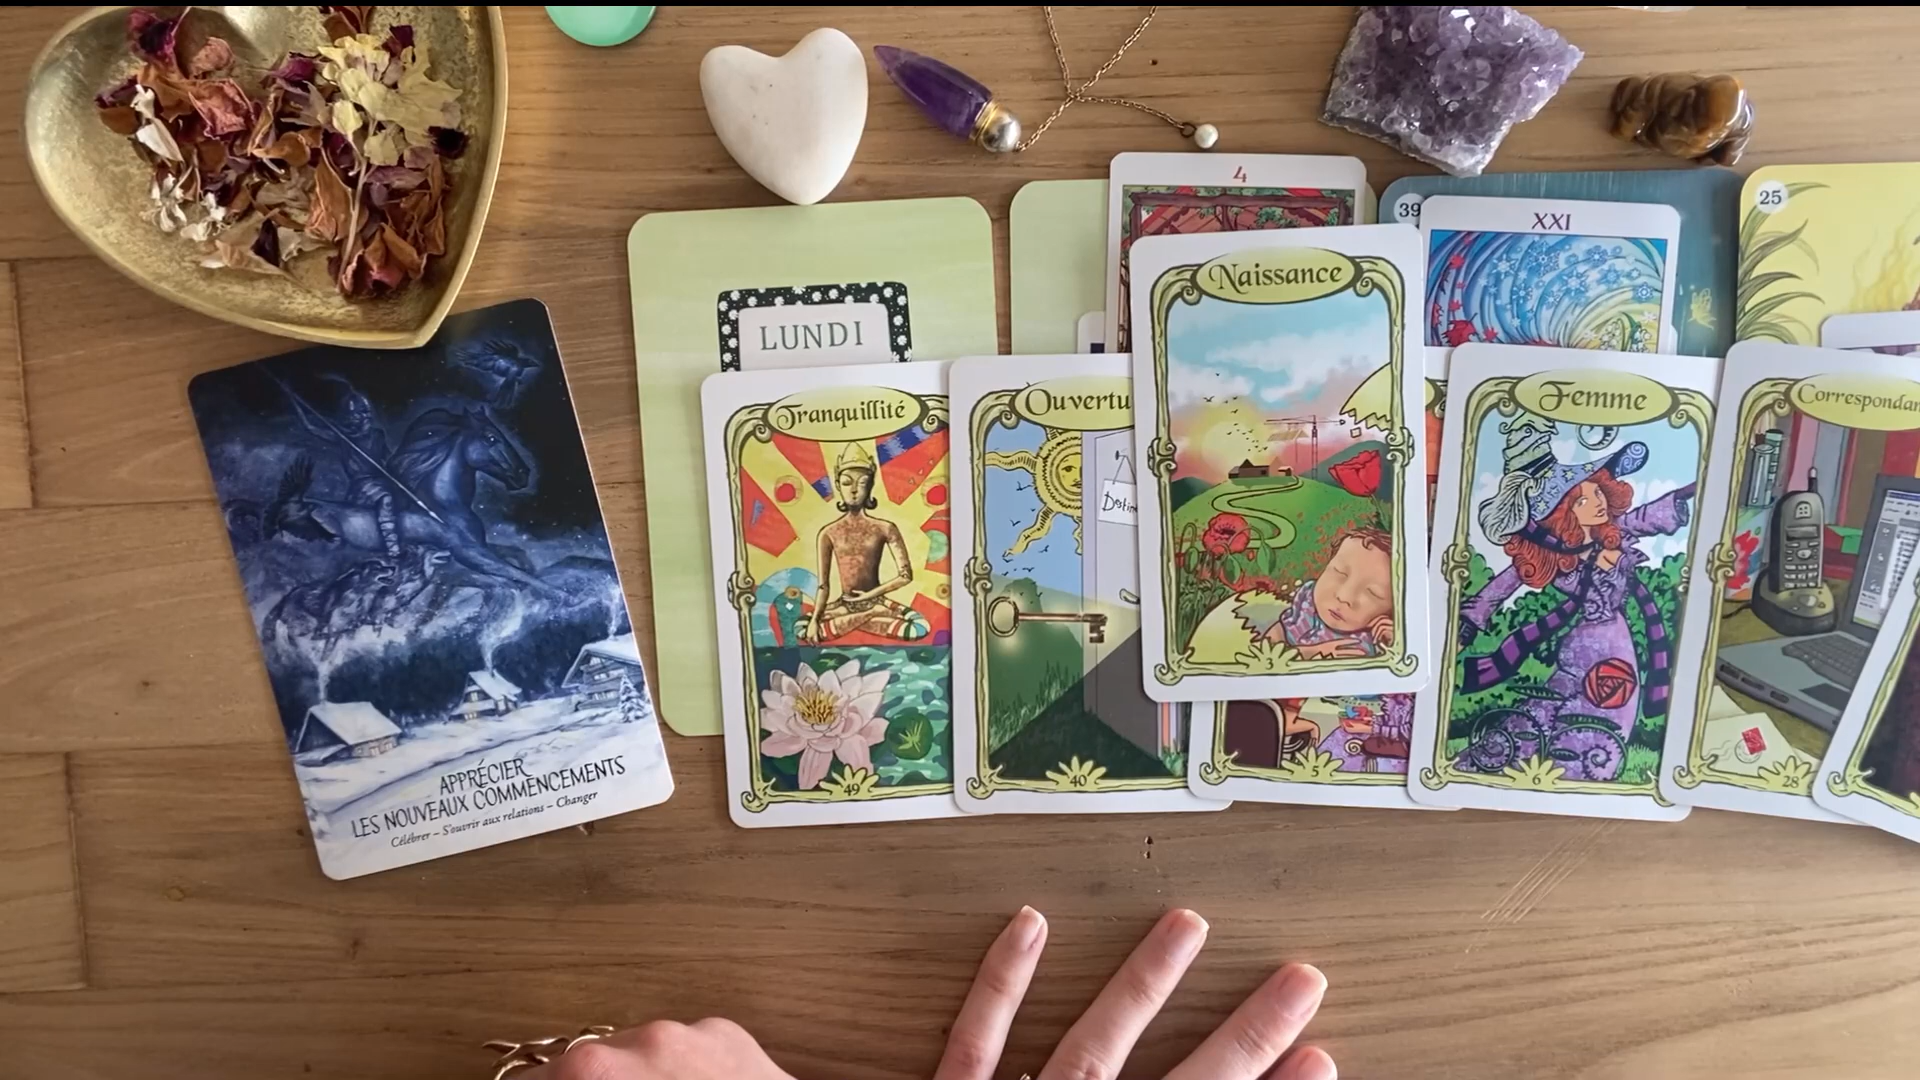 4
39
XXI
25
Naissance
LUNDI
Tranquillité
Ouvertu
Femme
Correspondan
3
49
40
5
6
28
APPRÉCIER
LES NOUVEAUX COMMENCEMENTS
Célébrer – S'ouvrir aux relations – Changer